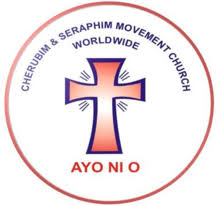 CHERUBIM & SERAPHIM MOVEMENT CHURCH
WORLDWIDE
AYO NI O